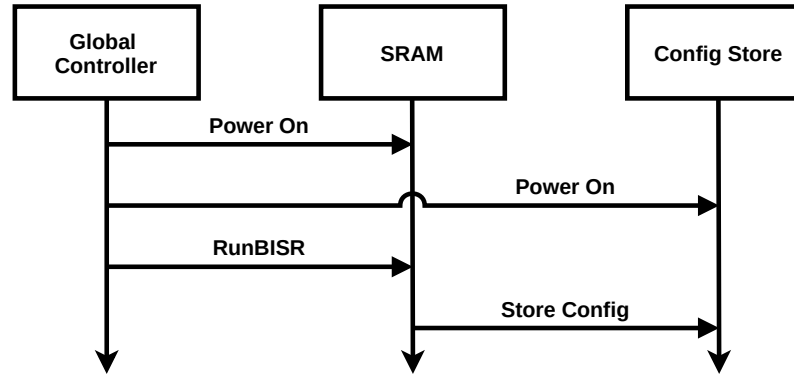 Global
Controller
SRAM
Config Store
Power On
Power On
RunBISR
Store Config